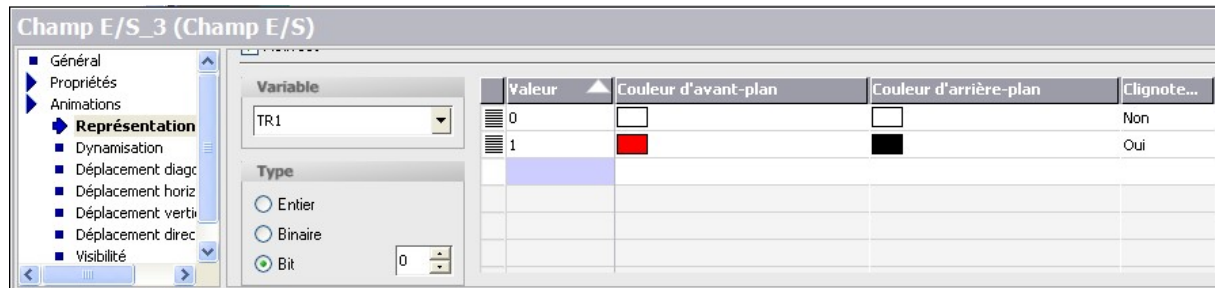 Champ E/S_3 (Champ E/S)
Général
Propriétés
Animations
Représentation
Dynamisation
Déplacement diago
Déplacement horiz
Déplacement verti
Déplacement direc
Visibilité
Variable
TR1
Type
Entier
Binaire
Bit 0
Valeur Couleur d'avant-plan Couleur d'arrière-plan Clignote...
0 Non
1 Oui